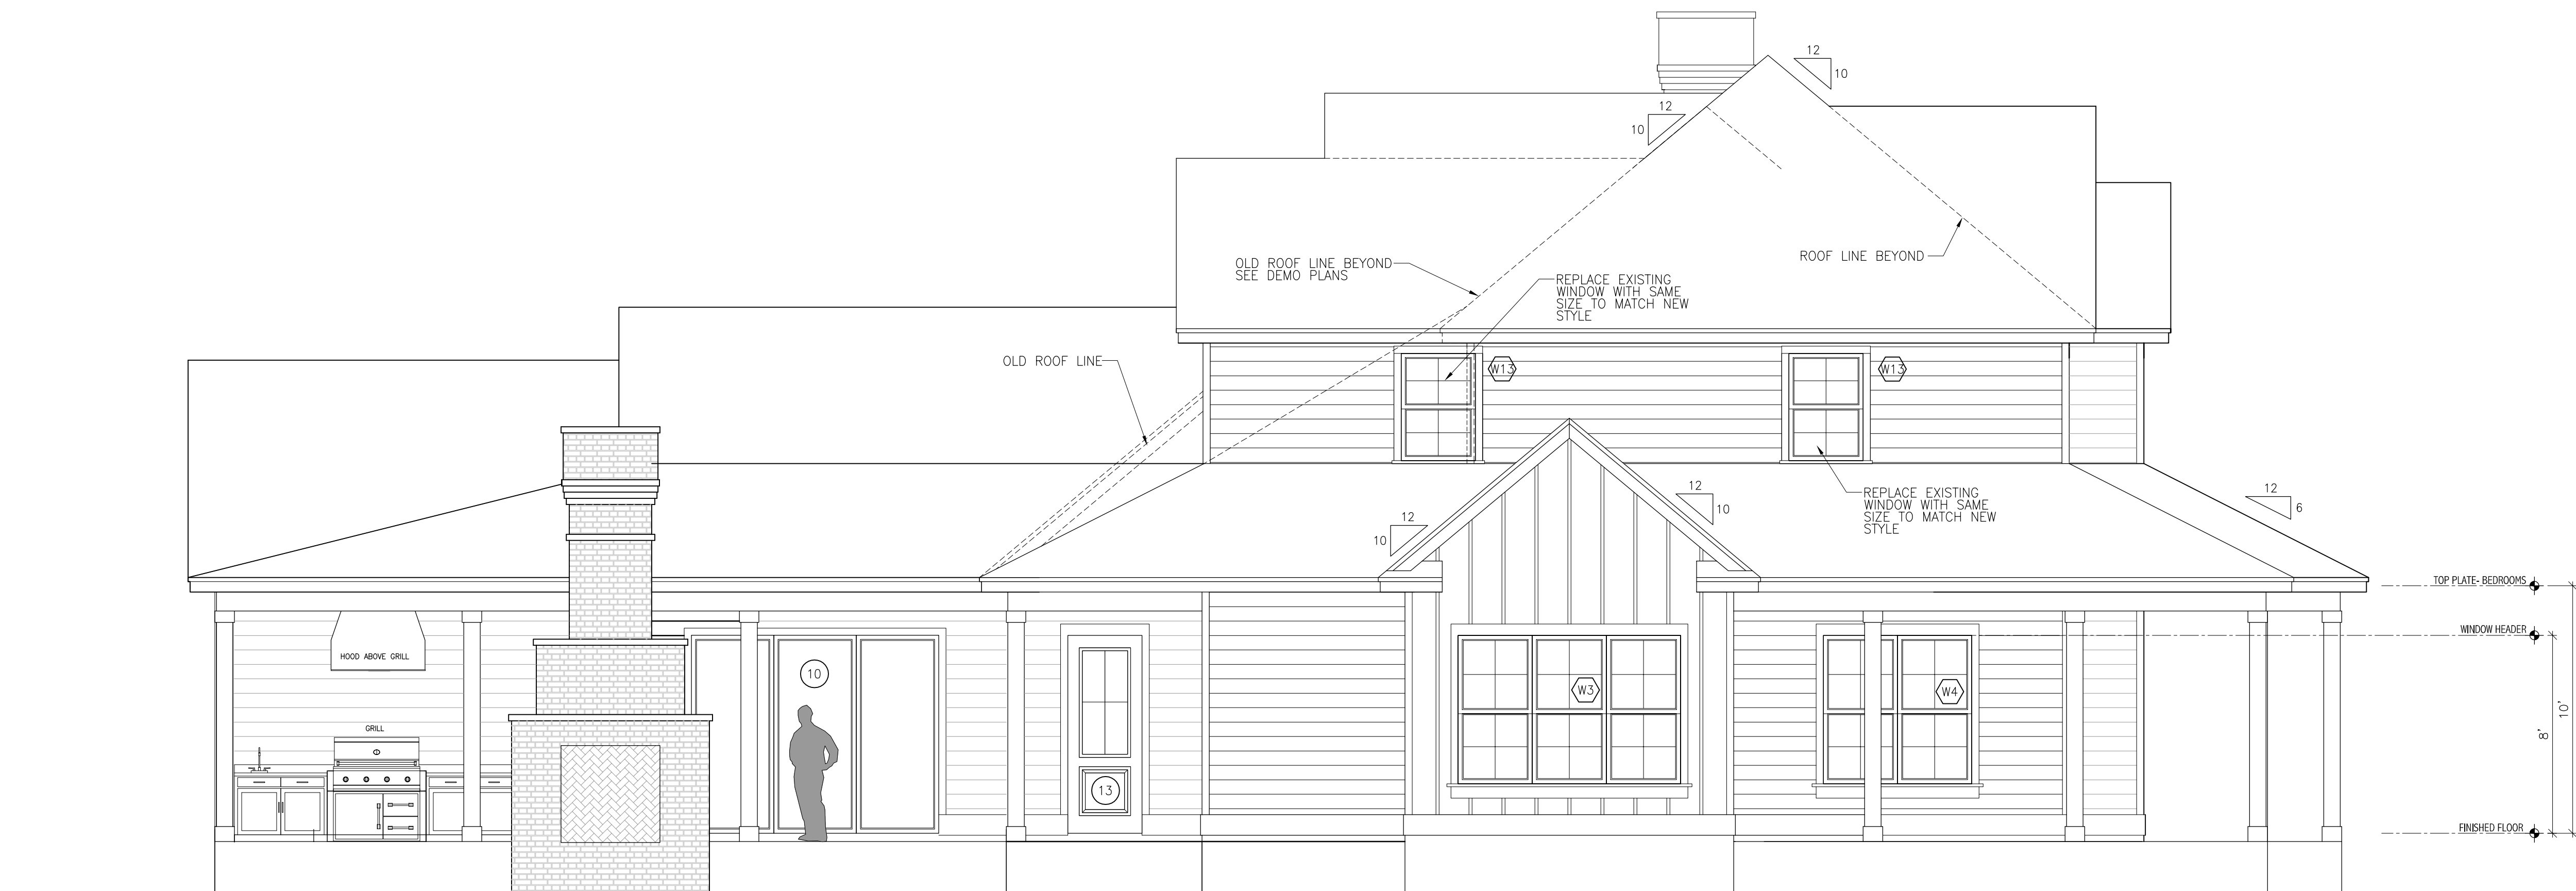 12
10
12
10
OLD ROOF LINE BEYOND
SEE DEMO PLANS
ROOF LINE BEYOND
REPLACE EXISTING
WINDOW WITH SAME
SIZE TO MATCH NEW
STYLE
OLD ROOF LINE
W13
W13
REPLACE EXISTING
WINDOW WITH SAME
SIZE TO MATCH NEW
STYLE
12
10
12
10
12
6
TOP PLATE- BEDROOMS
WINDOW HEADER
HOOD ABOVE GRILL
10
W3
W4
GRILL
13
10'
8'
FINISHED FLOOR